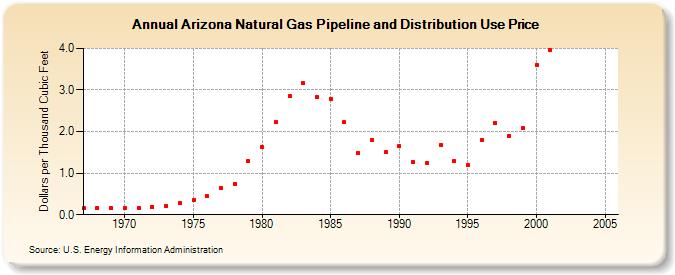 Annual Arizona Natural Gas Pipeline and Distribution Use Price
Dollars per Thousand Cubic Feet
4.0
3.0
2.0
1.0
0.0
1970 1975 1980 1985 1990 1995 2000 2005
Source: U.S. Energy Information Administration